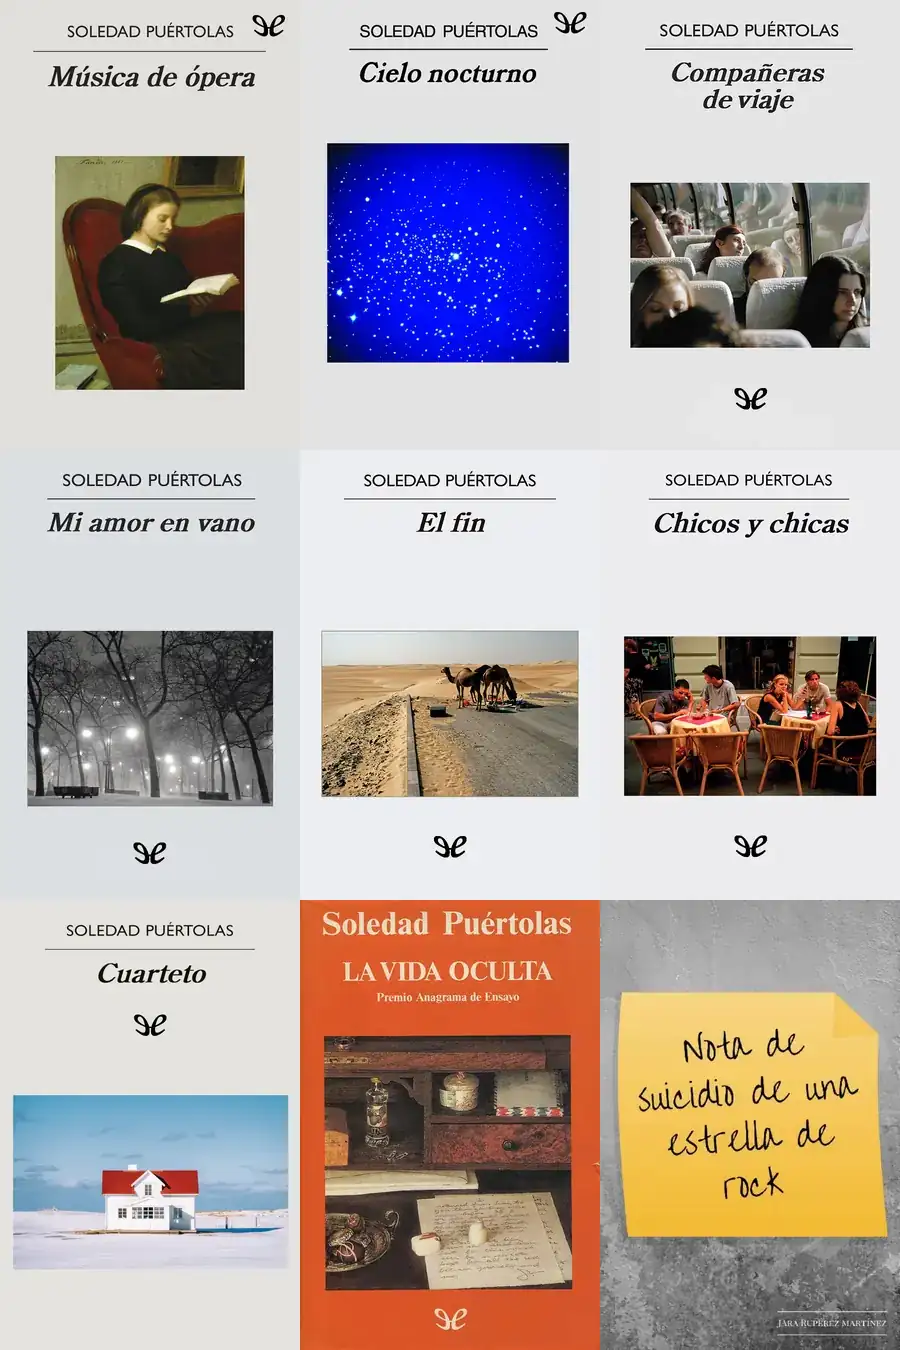 SOLEDAD PUÉRTOLAS
Música de ópera
SOLEDAD PUÉRTOLAS
Cielo nocturno
SOLEDAD PUÉRTOLAS
Compañeras
de viaje
SOLEDAD PUÉRTOLAS
Mi amor en vano
SOLEDAD PUÉRTOLAS
El fin
SOLEDAD PUÉRTOLAS
Chicos y chicas
SOLEDAD PUÉRTOLAS
Cuarteto
Soledad Puértolas
LA VIDA OCULTA
Premio Anagrama de Ensayo
Nota de
suicidio de una
estrella de
rock
JARA RUPÉREZ MARTÍNEZ